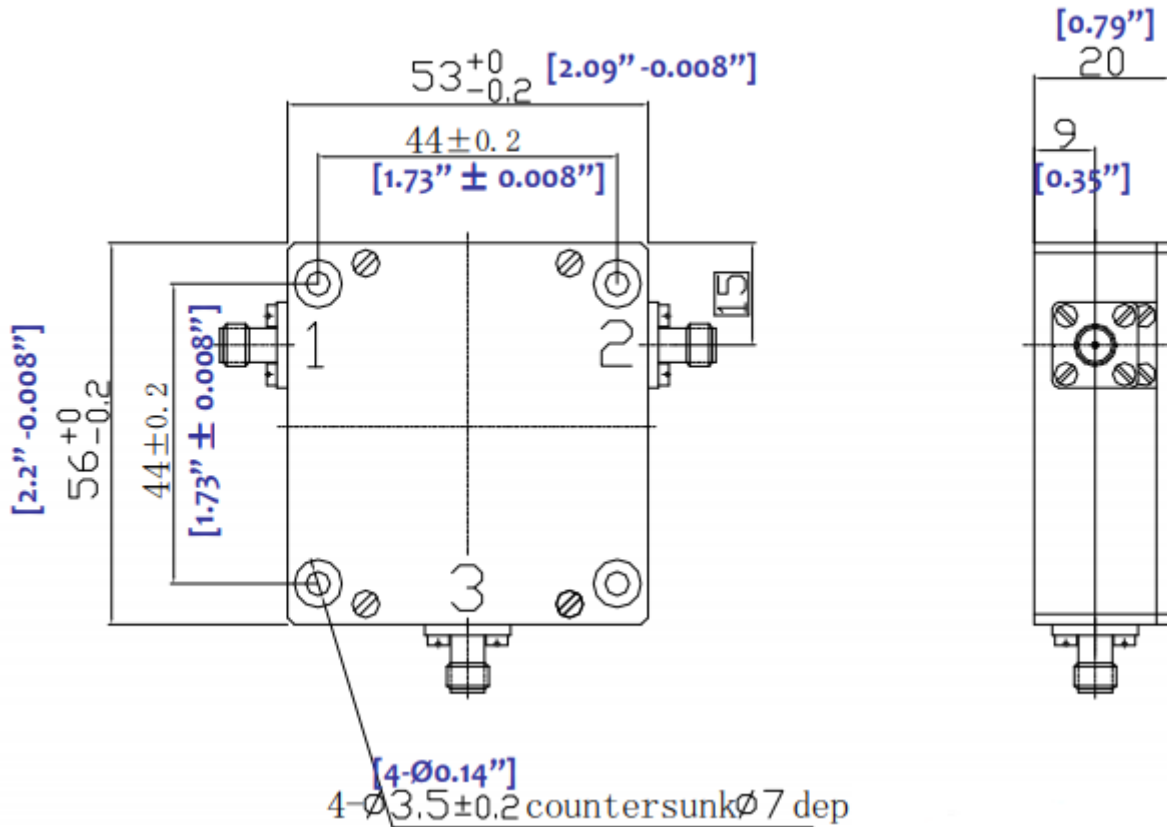 [0.79”]
20
53 +0 -0.2 [2.09” -0.008”]
44±0.2
[1.73” ± 0.008”]
9
[0.35”]
15
1
2
[2.2” -0.008”]
56 +0 -0.2
44±0.2
[1.73” ± 0.008”]
3
[4-Ø0.14”]
4-Ø3.5±0.2 countersunkØ7 dep